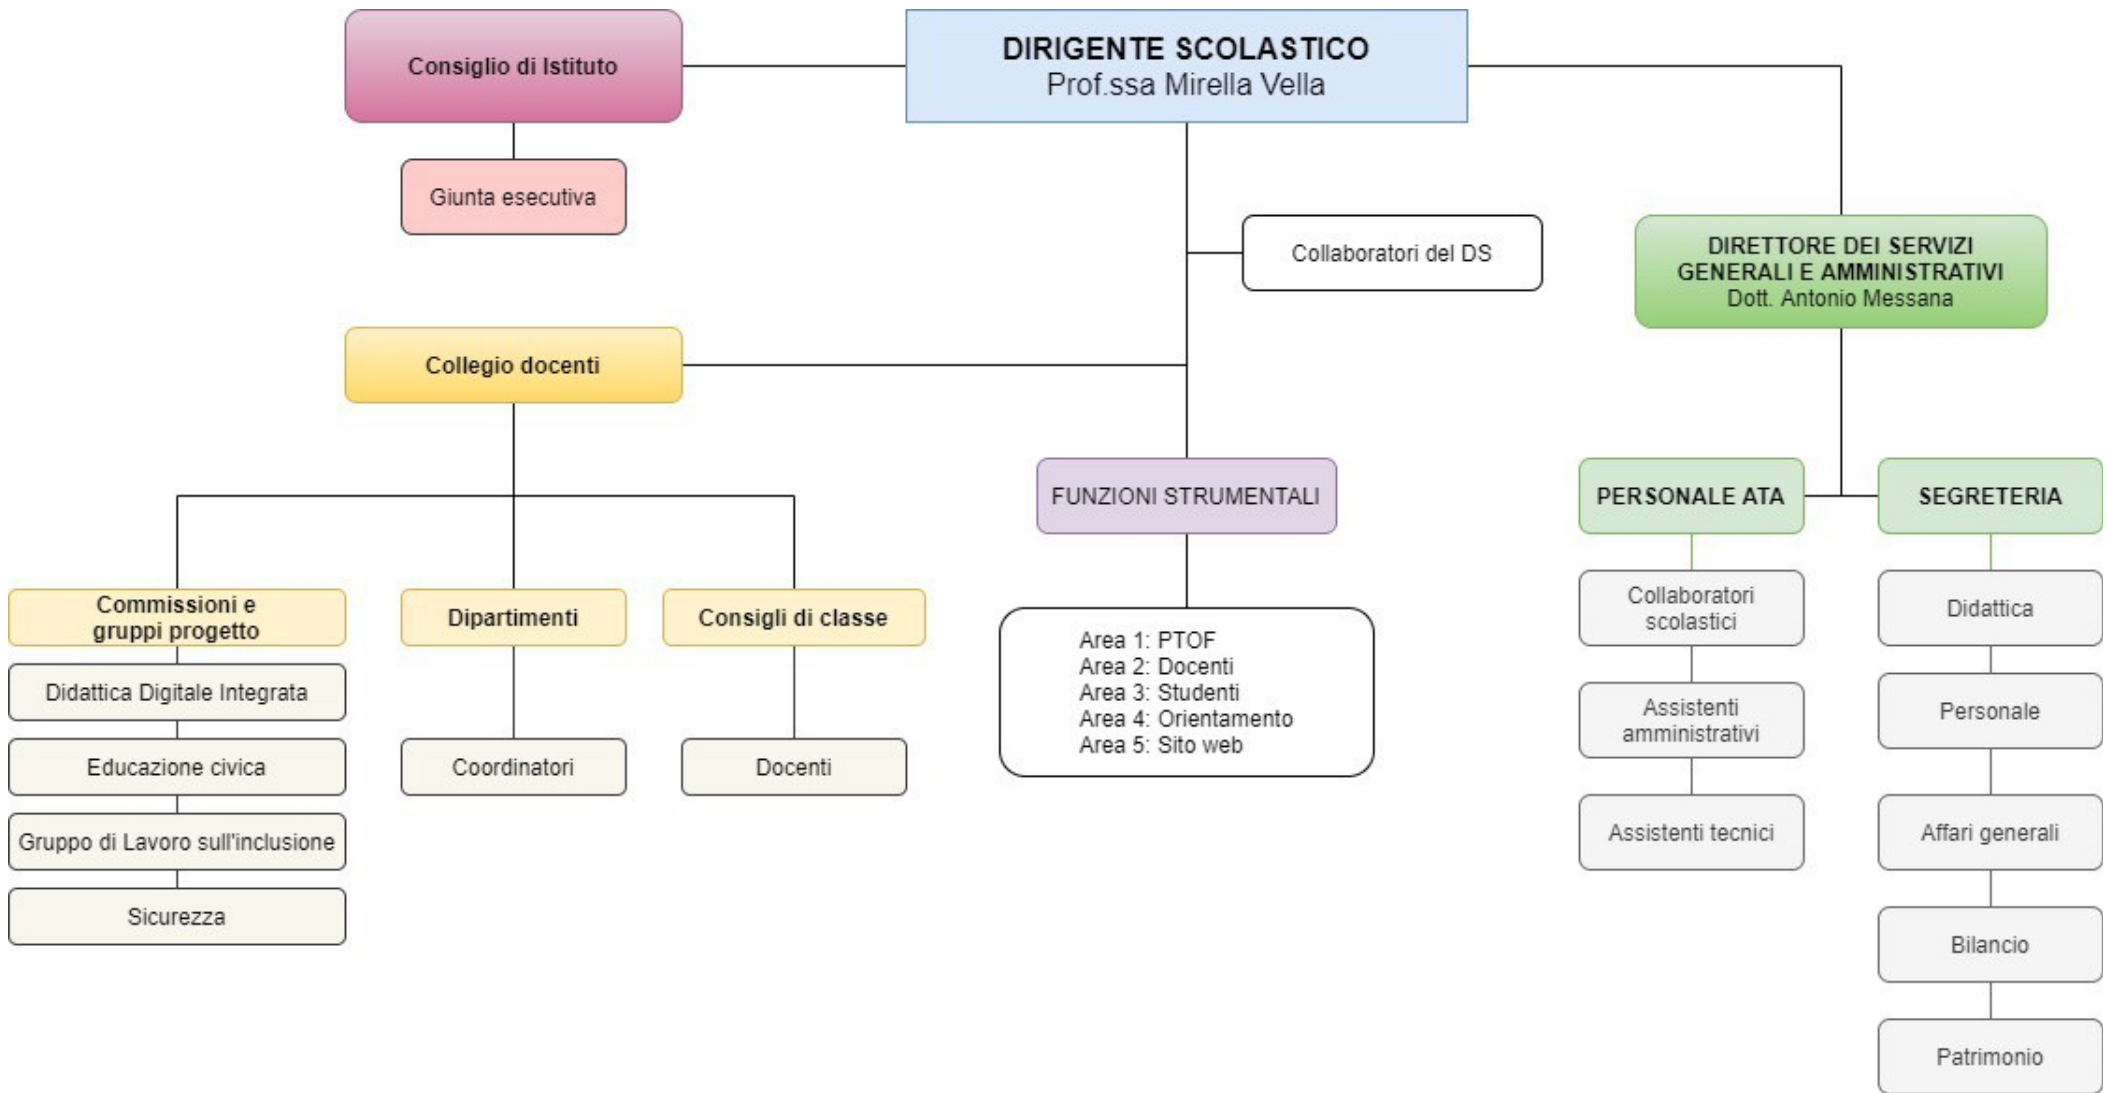 Consiglio di Istituto
DIRIGENTE SCOLASTICO
Prof.ssa Mirella Vella
Giunta esecutiva
Collaboratori del DS
DIRETTORE DEI SERVIZI
GENERALI E AMMINISTRATIVI
Dott. Antonio Messana
Collegio docenti
FUNZIONI STRUMENTALI
PERSONALE ATA
SEGRETERIA
Commissioni e
gruppi progetto
Didattica Digitale Integrata
Educazione civica
Gruppo di Lavoro sull'inclusione
Sicurezza
Dipartimenti
Coordinatori
Consigli di classe
Docenti
Area 1: PTOF
Area 2: Docenti
Area 3: Studenti
Area 4: Orientamento
Area 5: Sito web
Collaboratori
scolastici
Assistenti
amministrativi
Assistenti tecnici
Didattica
Personale
Affari generali
Bilancio
Patrimonio